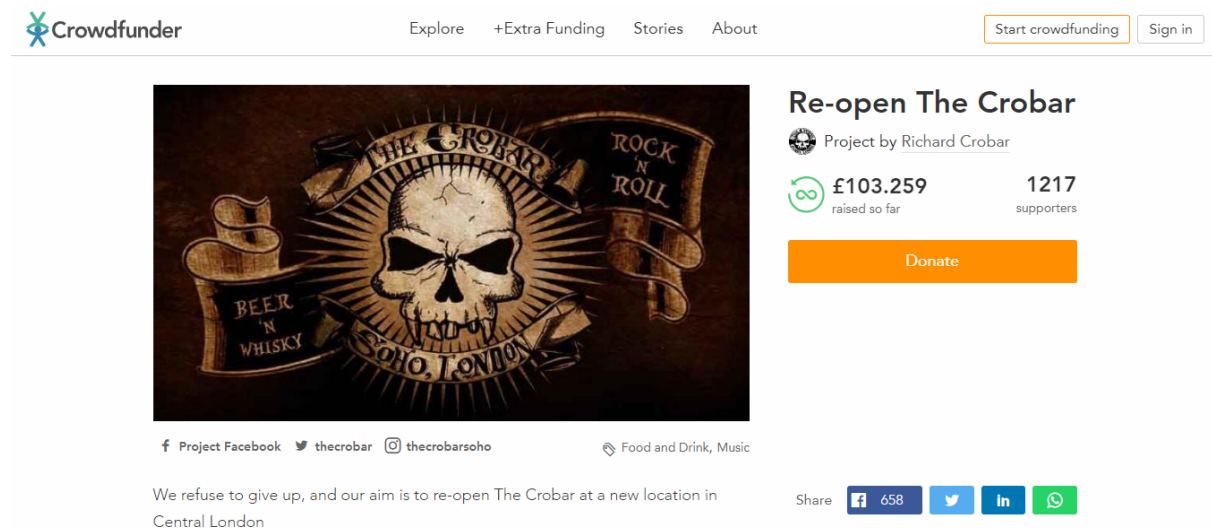 Crowdfunder
Explore +Extra Funding Stories About
Start crowdfunding Sign in
THE CROBAR
ROCK
'N'
ROLL
BEER
'N
WHISKY
SOHO, LONDON
Re-open The Crobar
Project by Richard Crobar
£103.259
raised so far
1217
supporters
Donate
Project Facebook thecrobar thecrobarsoho
Food and Drink, Music
We refuse to give up, and our aim is to re-open The Crobar at a new location in
Central London
Share 658